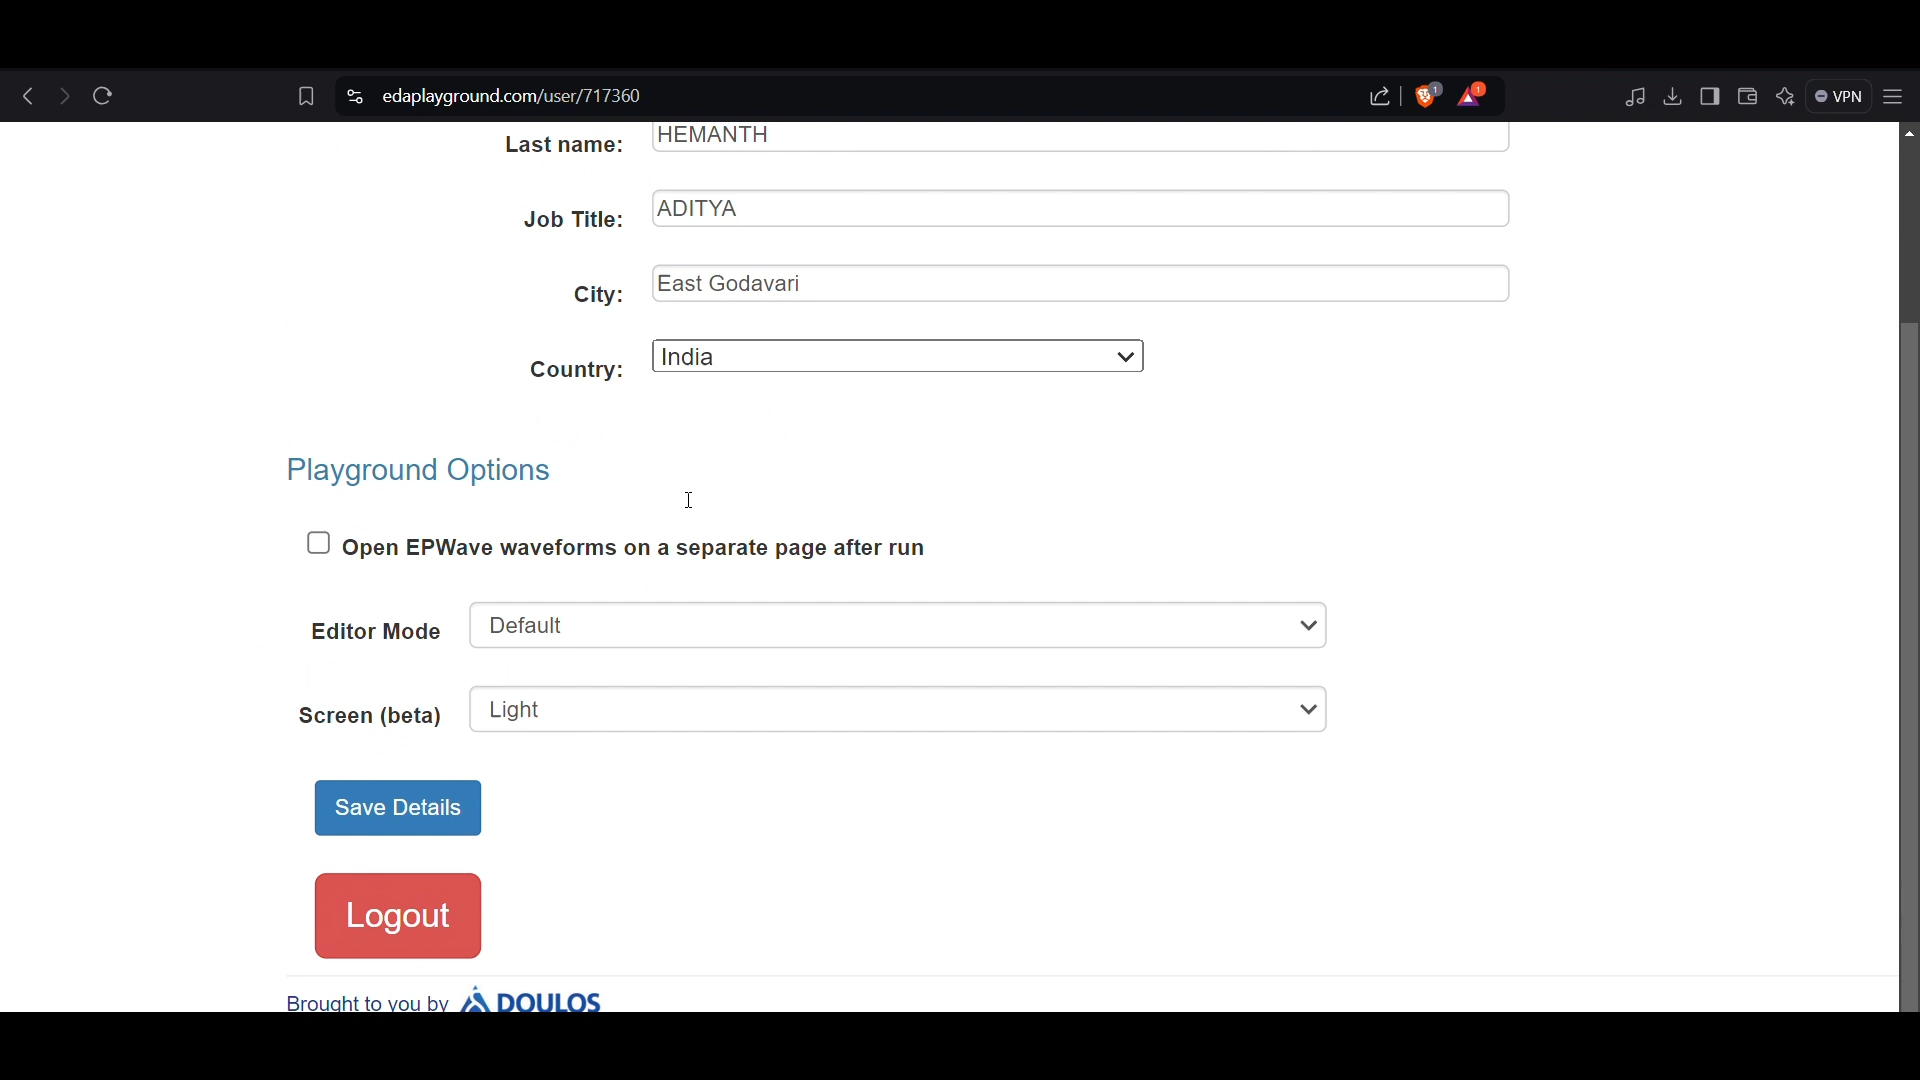 edaplayground.com/user/717360
1
1
VPN
Last name: HEMANTH
Job Title: ADITYA
City: East Godavari
Country: India
Playground Options
Open EPWave waveforms on a separate page after run
Editor Mode Default
Screen (beta) Light
Save Details
Logout
Brought to you by DOULOS